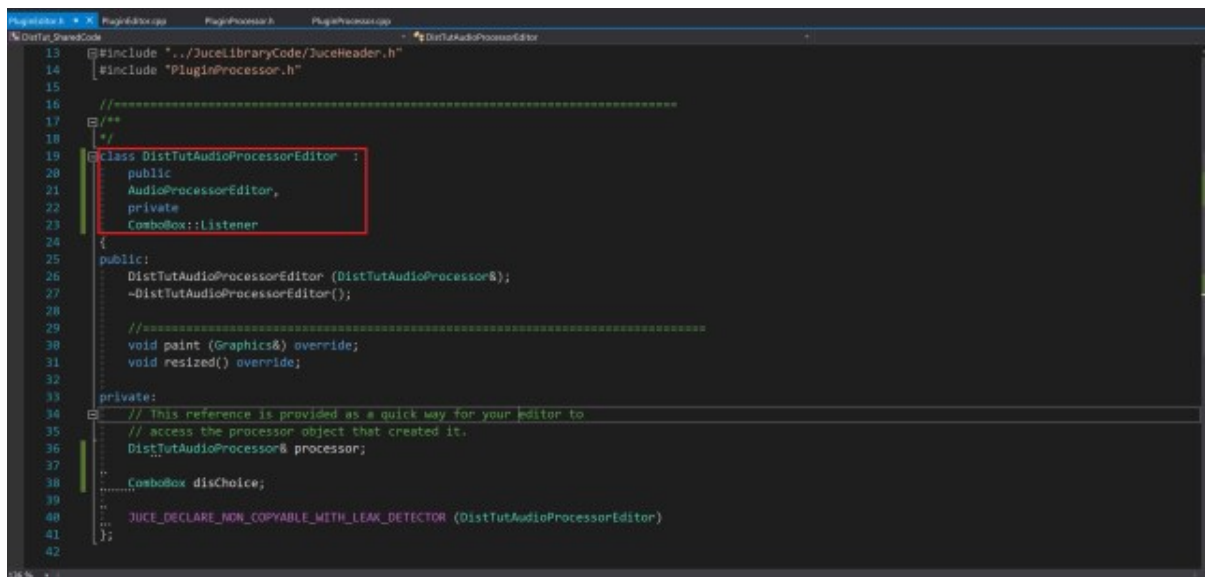 PluginEditor.h PluginEditor.cpp PluginProcessor.h PluginProcessor.cpp
DistTut_SharedCode DistTutAudioProcessorEditor
13 #include "../JuceLibraryCode/JuceHeader.h"
14 #include "PluginProcessor.h"
15
16 //==============================================================================
17 /**
18 */
19 class DistTutAudioProcessorEditor :
20 public
21 AudioProcessorEditor,
22 private
23 ComboBox::Listener
24 {
25 public:
26 DistTutAudioProcessorEditor (DistTutAudioProcessor&);
27 ~DistTutAudioProcessorEditor();
28
29 //==============================================================================
30 void paint (Graphics&) override;
31 void resized() override;
32
33 private:
34 // This reference is provided as a quick way for your editor to
35 // access the processor object that created it.
36 DistTutAudioProcessor& processor;
37
38 ComboBox disChoice;
39
40 JUCE_DECLARE_NON_COPYABLE_WITH_LEAK_DETECTOR (DistTutAudioProcessorEditor)
41 };
42